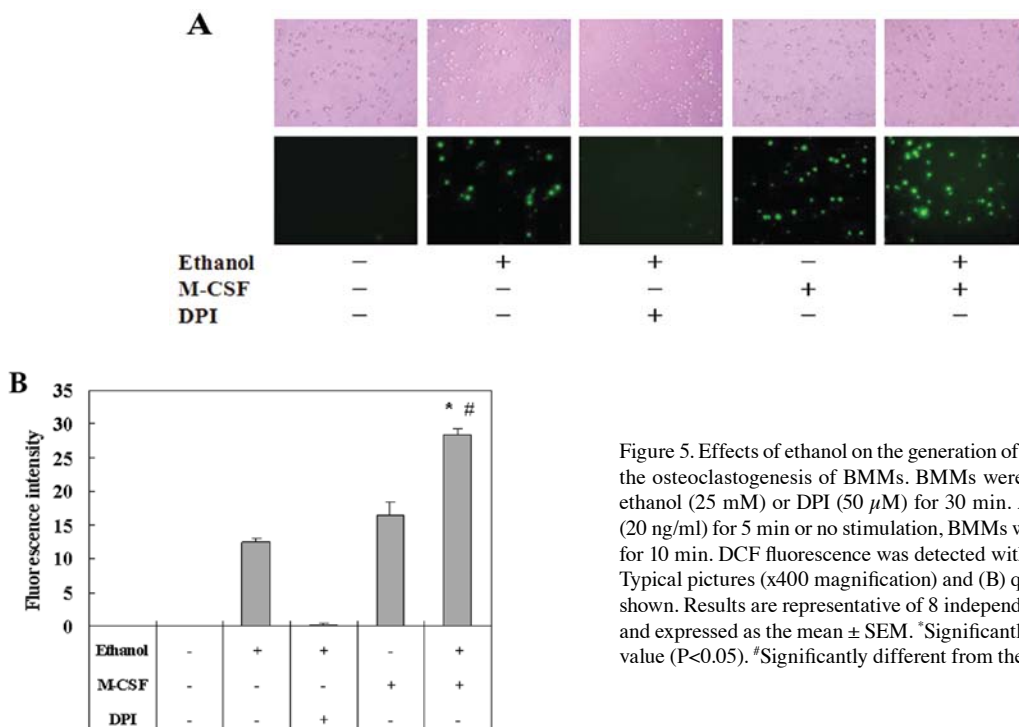 A
Ethanol − + + − +
M-CSF − − − + +
DPI − − + − −
B
35
30
25
20
15
10
5
0
Fluorescence intensity
* #
Ethanol - + + - +
M-CSF - - - + +
DPI - - + - -
Figure 5. Effects of ethanol on the generation of
the osteoclastogenesis of BMMs. BMMs were
ethanol (25 mM) or DPI (50 µM) for 30 min.
(20 ng/ml) for 5 min or no stimulation, BMMs
for 10 min. DCF fluorescence was detected
Typical pictures (x400 magnification) and (B)
shown. Results are representative of 8
and expressed as the mean ± SEM. *Significantl
value (P<0.05). #Significantly different from the